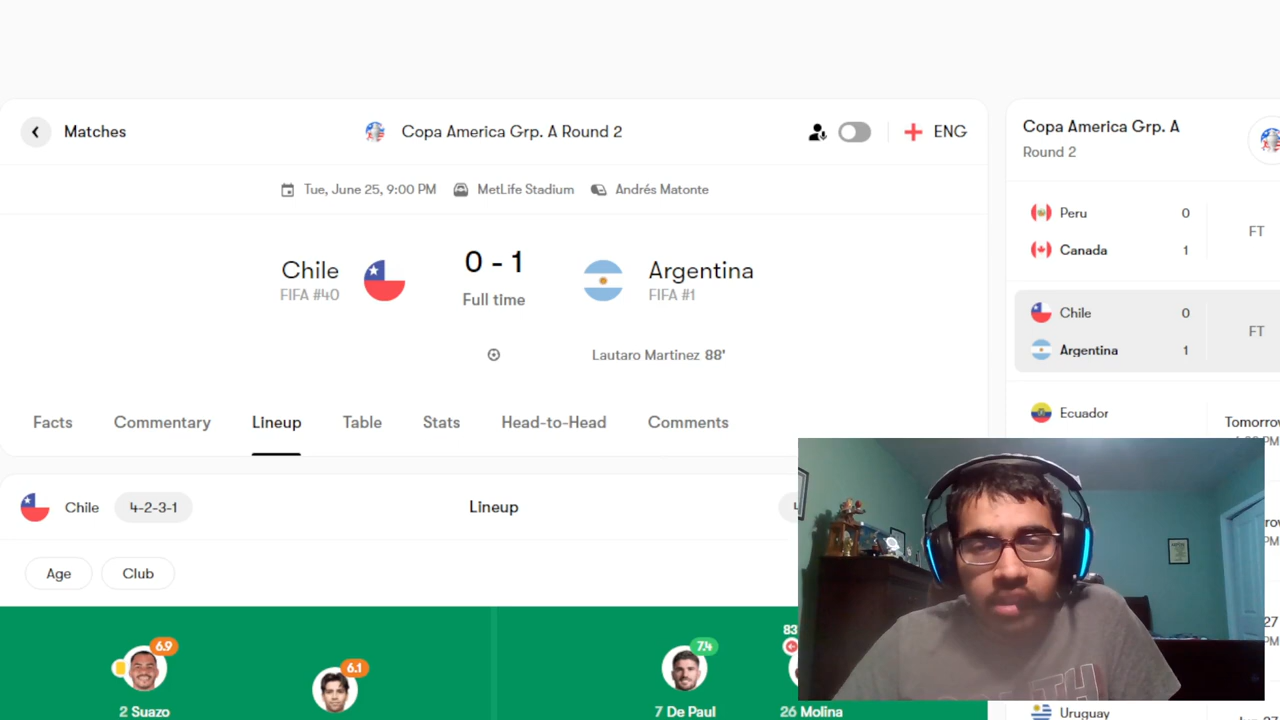 Matches
Copa America Grp. A Round 2
ENG
Tue, June 25, 9:00 PM
MetLife Stadium
Andrés Matonte
Chile
FIFA #40
0 - 1
Full time
Argentina
FIFA #1
Lautaro Martinez 88'
Facts
Commentary
Lineup
Table
Stats
Head-to-Head
Comments
Chile
4-2-3-1
Lineup
Age
Club
6.9
2 Suazo
6.1
7.4
7 De Paul
83
26 Molina
Copa America Grp. A
Round 2
Peru 0
Canada 1
FT
Chile 0
Argentina 1
FT
Ecuador
Uruguay